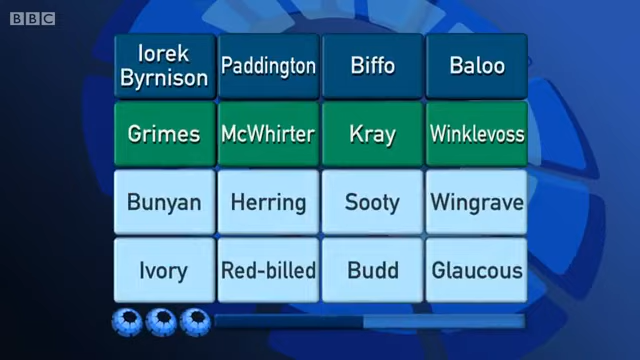 BBC
Iorek Byrnison
Paddington
Biffo
Baloo
Grimes
McWhirter
Kray
Winklevoss
Bunyan
Herring
Sooty
Wingrave
Ivory
Red-billed
Budd
Glaucous